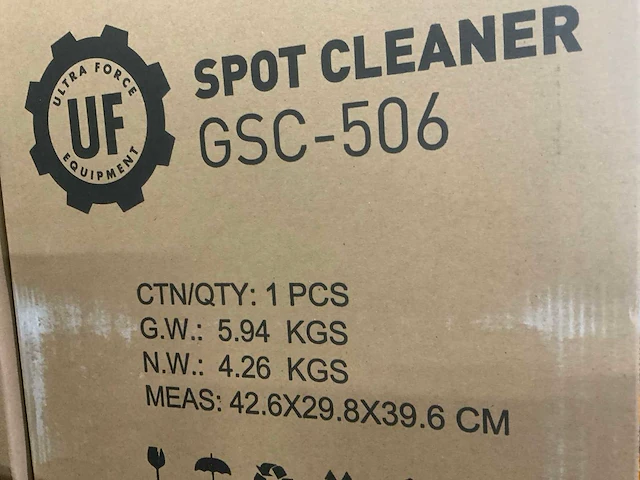 ULTRA FORCE
UF
EQUIPMENT
SPOT CLEANER
GSC-506
CTN/QTY: 1 PCS
G.W.: 5.94 KGS
N.W.: 4.26 KGS
MEAS: 42.6X29.8X39.6 CM